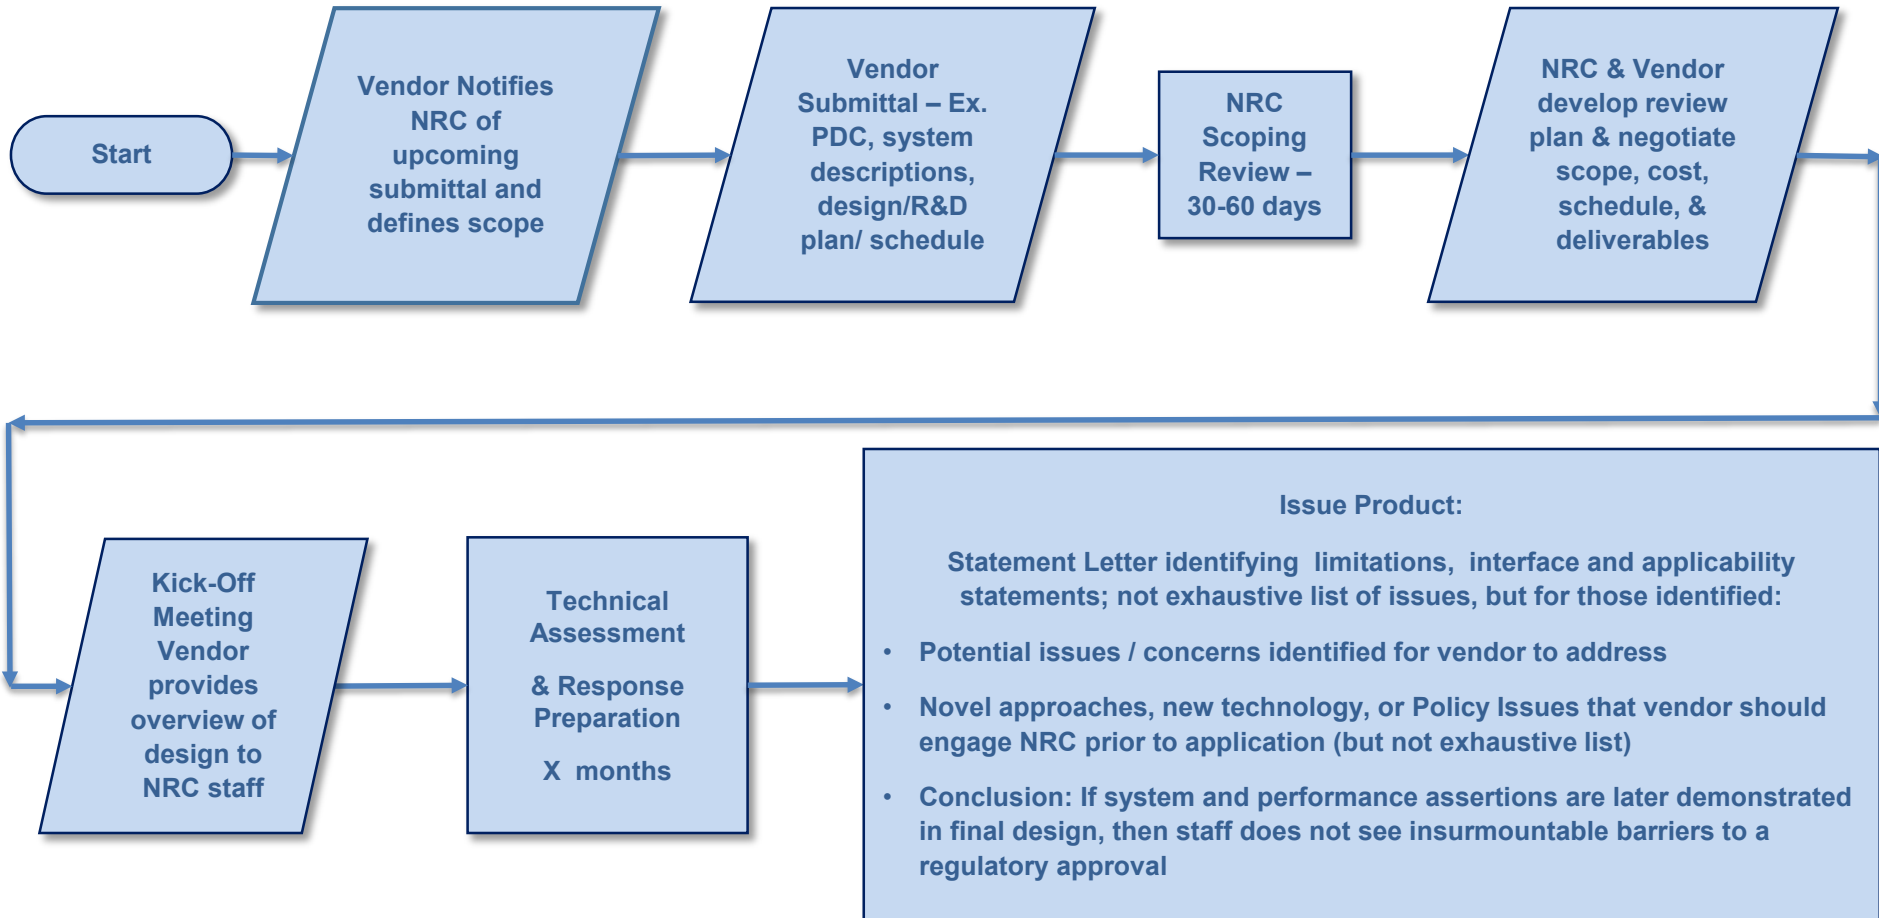 Start
Vendor Notifies
NRC of
upcoming
submittal and
defines scope
Vendor
Submittal – Ex.
PDC, system
descriptions,
design/R&D
plan/ schedule
NRC
Scoping
Review –
30-60 days
NRC & Vendor
develop review
plan & negotiate
scope, cost,
schedule, &
deliverables
Kick-Off
Meeting
Vendor
provides
overview of
design to
NRC staff
Technical
Assessment
& Response
Preparation
X months
Issue Product:
Statement Letter identifying limitations, interface and applicability
statements; not exhaustive list of issues, but for those identified:
• Potential issues / concerns identified for vendor to address
• Novel approaches, new technology, or Policy Issues that vendor should
engage NRC prior to application (but not exhaustive list)
• Conclusion: If system and performance assertions are later demonstrated
in final design, then staff does not see insurmountable barriers to a
regulatory approval